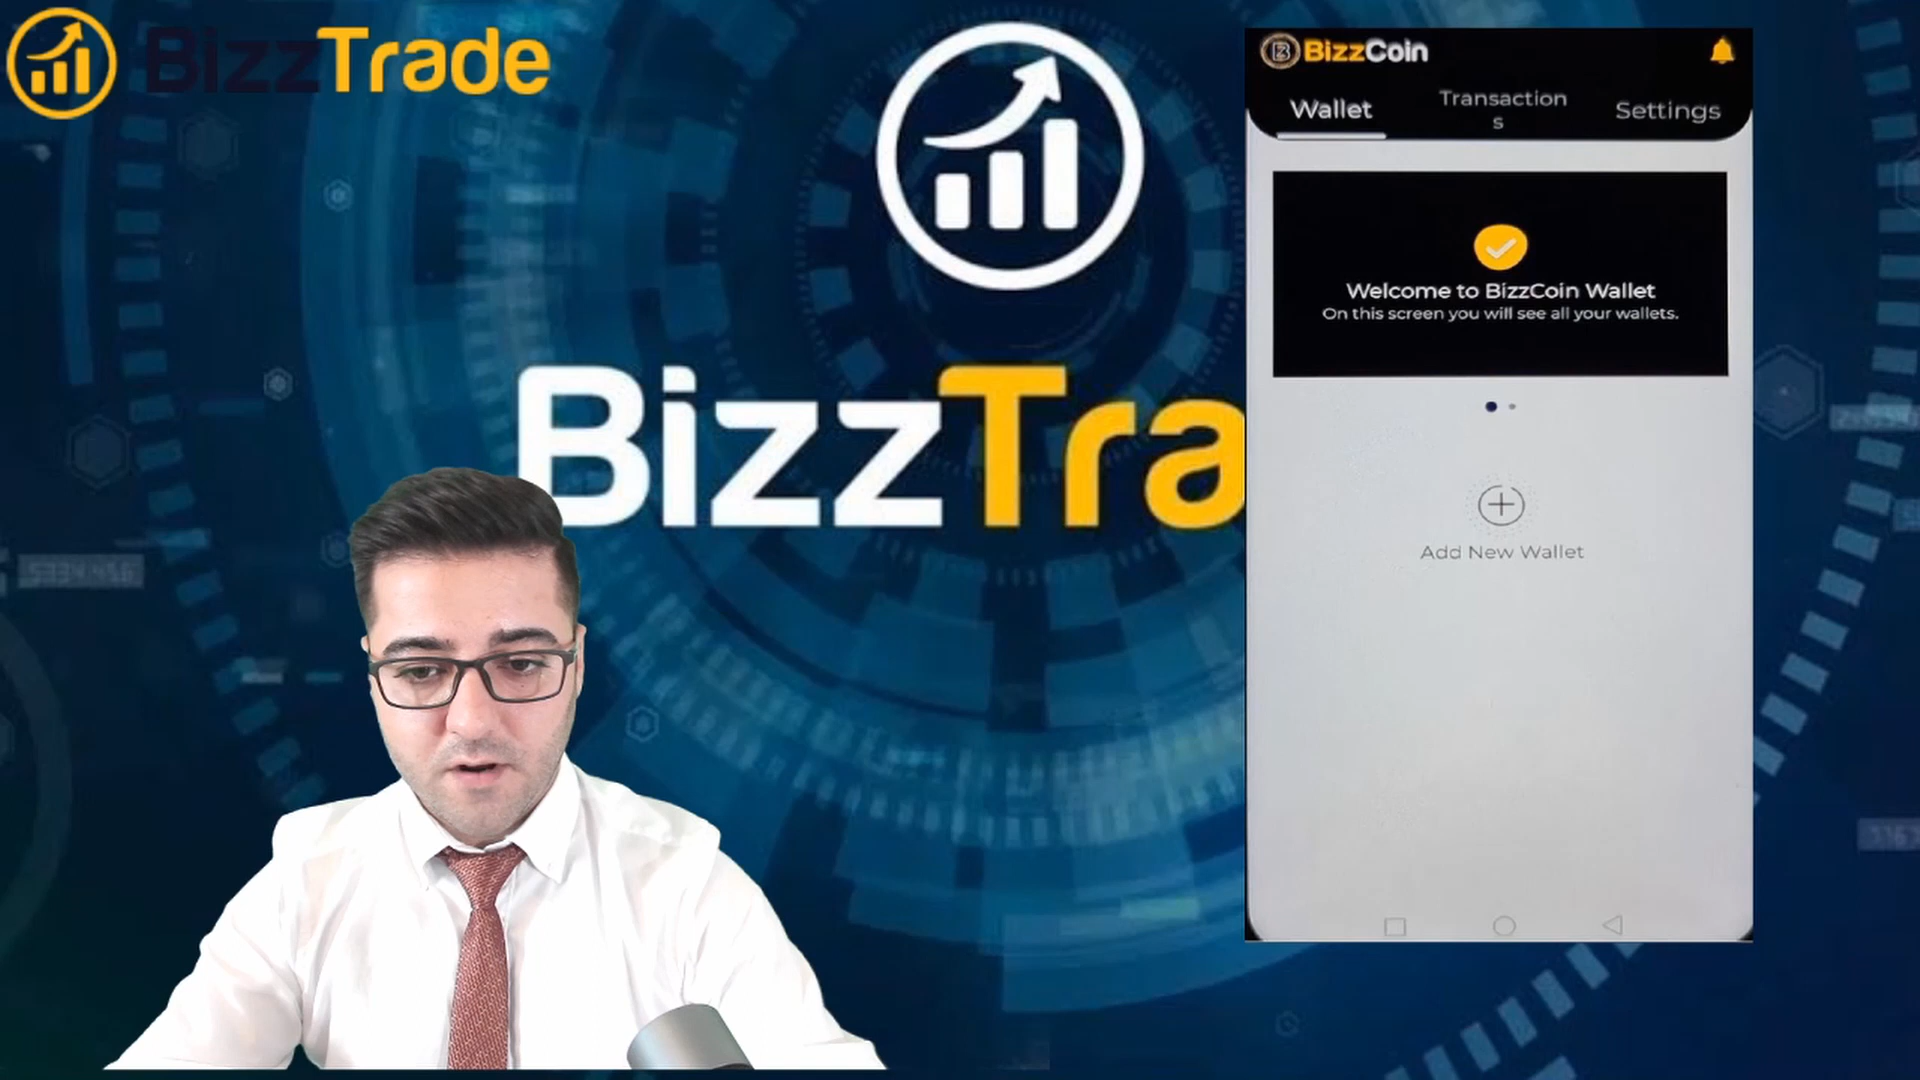 BizzTrade
BizzTra
BizzCoin
Wallet
Transaction
s
Settings
Welcome to BizzCoin Wallet
On this screen you will see all your wallets.
Add New Wallet